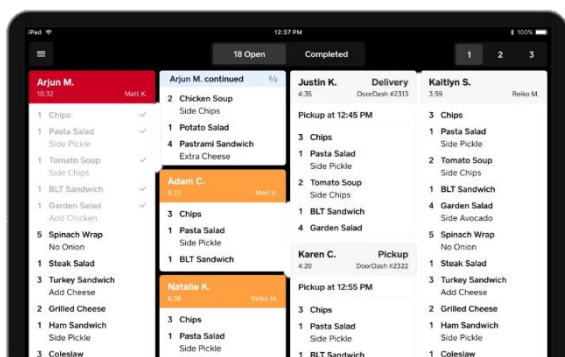 iPad
12:37 PM
100%
18 Open
Completed
1
2
3
Arjun M.
10:32
Matt K.
1 Chips
1 Pasta Salad
Side Pickle
1 Tomato Soup
Side Chips
1 BLT Sandwich
1 Garden Salad
Add Chicken
5 Spinach Wrap
No Onion
1 Steak Salad
3 Turkey Sandwich
Add Cheese
2 Grilled Cheese
1 Ham Sandwich
Side Pickle
3 Coleslaw
Arjun M. continued
2 Chicken Soup
Side Chips
1 Potato Salad
4 Pastrami Sandwich
Extra Cheese
Adam C.
Matt K.
3 Chips
1 Pasta Salad
Side Pickle
1 BLT Sandwich
Natalie K.
Reiko M.
3 Chips
1 Pasta Salad
Side Pickle
Justin K.
Delivery
4:35
DoorDash #2313
Pickup at 12:45 PM
3 Chips
1 Pasta Salad
Side Pickle
2 Tomato Soup
Side Chips
1 BLT Sandwich
4 Garden Salad
Karen C.
Pickup
4:20
DoorDash #2322
Pickup at 12:55 PM
3 Chips
1 Pasta Salad
Side Pickle
1 BLT Sandwich
Kaitlyn S.
3:59
Reiko M.
3 Chips
1 Pasta Salad
Side Pickle
2 Tomato Soup
Side Chips
1 BLT Sandwich
4 Garden Salad
Side Avocado
5 Spinach Wrap
No Onion
1 Steak Salad
3 Turkey Sandwich
Add Cheese
2 Grilled Cheese
1 Ham Sandwich
Side Pickle
1 Coleslaw